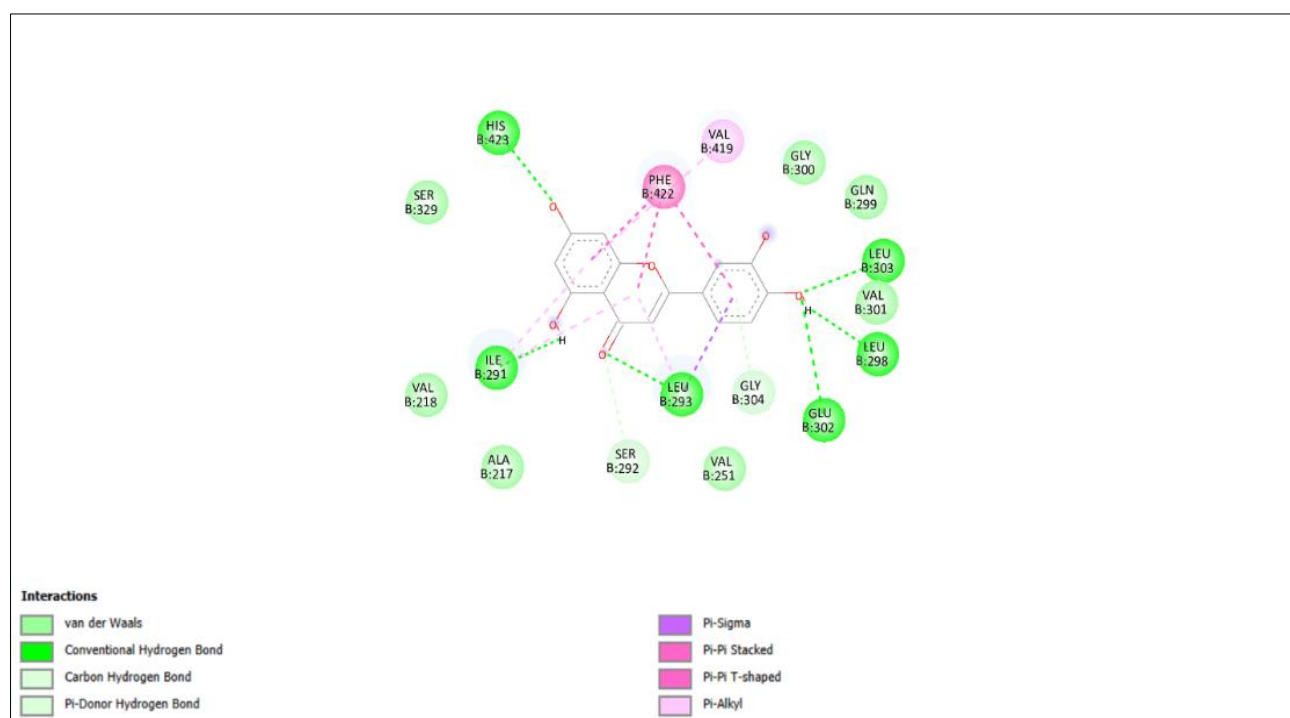 HIS
B:423
VAL
B:419
GLY
B:300
PHE
B:422
GLN
B:299
SER
B:329
O
O
LEU
B:303
O
O
VAL
B:301
H
O
H
LEU
B:298
O
ILE
B:291
VAL
B:218
LEU
B:293
GLY
B:304
GLU
B:302
ALA
B:217
SER
B:292
VAL
B:251
Interactions
van der Waals
Conventional Hydrogen Bond
Carbon Hydrogen Bond
Pi-Donor Hydrogen Bond
Pi-Sigma
Pi-Pi Stacked
Pi-Pi T-shaped
Pi-Alkyl